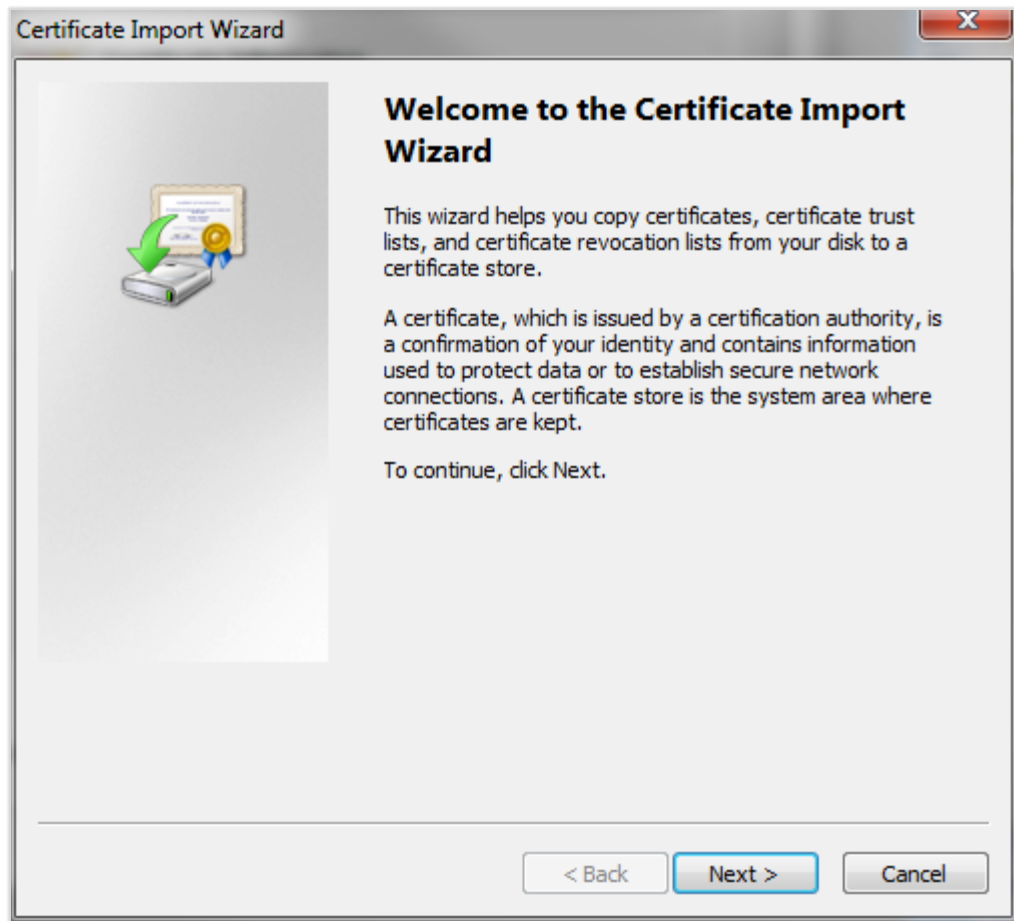 Certificate Import Wizard
Welcome to the Certificate Import
Wizard
This wizard helps you copy certificates, certificate trust
lists, and certificate revocation lists from your disk to a
certificate store.
A certificate, which is issued by a certification authority, is
a confirmation of your identity and contains information
used to protect data or to establish secure network
connections. A certificate store is the system area where
certificates are kept.
To continue, click Next.
< Back
Next >
Cancel